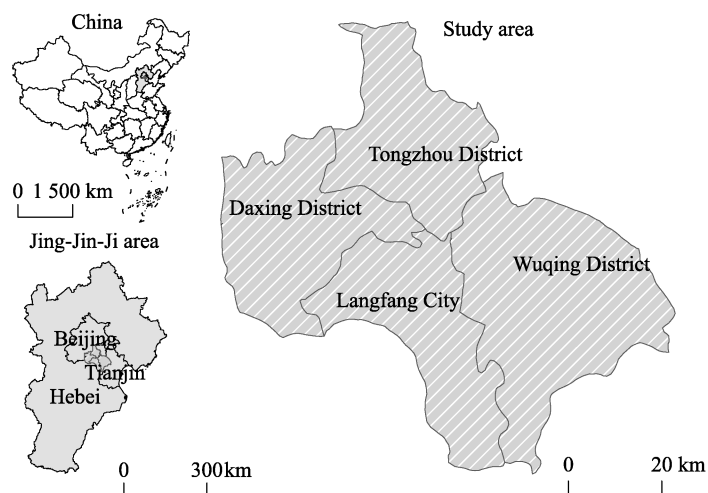 China
0 1 500 km
Jing-Jin-Ji area
Beijing
Tianjin
Hebei
0 300km
Study area
Tongzhou District
Daxing District
Wuqing District
Langfang City
0 20 km